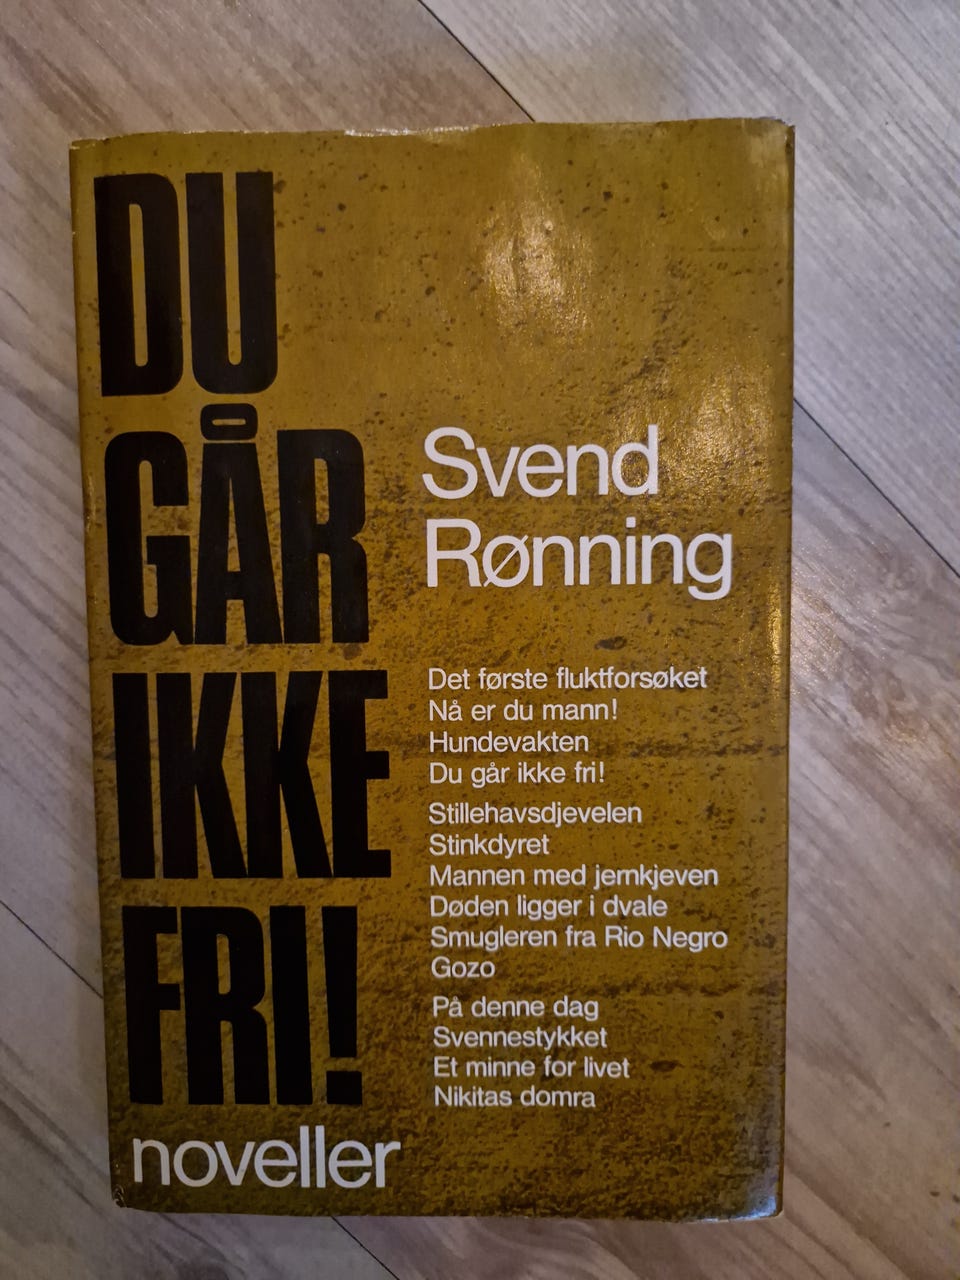 DU
GÅR
IKKE
FRI!
noveller
Svend
Rønning
Det første fluktforsøket
Nå er du mann!
Hundevakten
Du går ikke fri!
Stillehavsdjevelen
Stinkdyret
Mannen med jernkjeven
Døden ligger i dvale
Smugleren fra Rio Negro
Gozo
På denne dag
Svennestykket
Et minne for livet
Nikitas domra